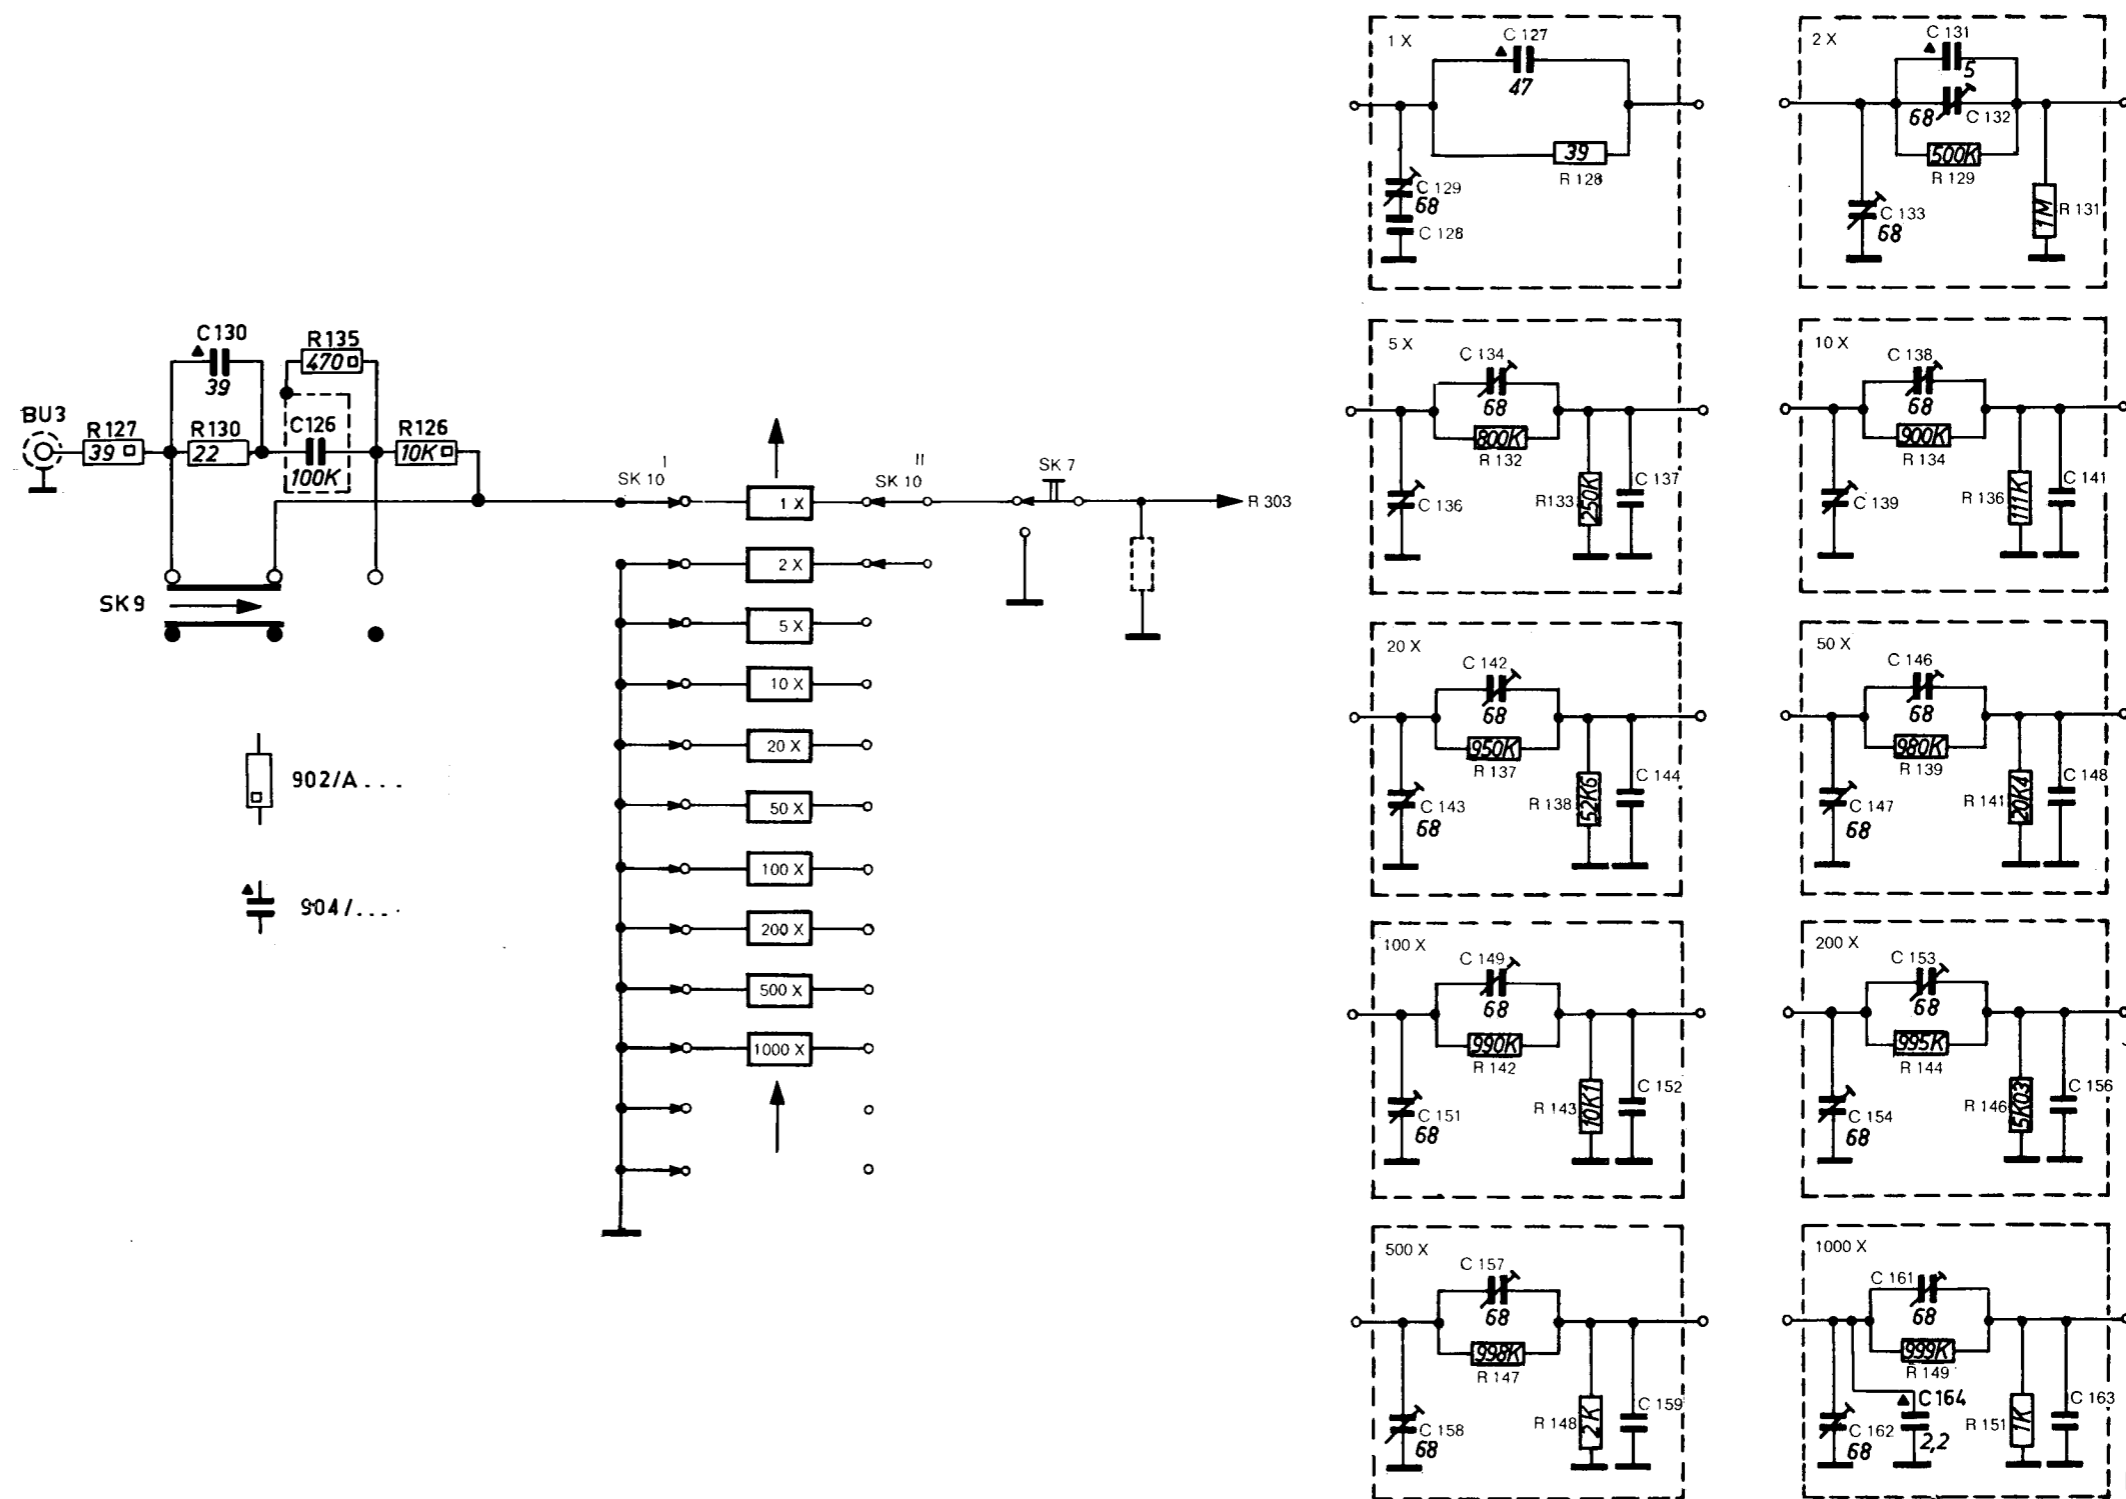 BU3
R127
39
C130
39
R130
22
R135
470
C126
100K
R126
10K
SK9
902/A...
904/....
I
SK 10
II
SK 10
SK 7
R 303
1 X
2 X
5 X
10 X
20 X
50 X
100 X
200 X
500 X
1000 X
1 X
C 127
47
39
R 128
C 129
68
C 128
2 X
C 131
5
68
C 132
500K
R 129
C 133
68
1M
R 131
5 X
C 134
68
800K
R 132
C 136
R133
250K
C 137
10 X
C 138
68
900K
R 134
C 139
R 136
111K
C 141
20 X
C 142
68
950K
R 137
C 143
68
R 138
52K6
C 144
50 X
C 146
68
980K
R 139
C 147
68
R 141
20K4
C 148
100 X
C 149
68
990K
R 142
C 151
68
R 143
10K1
C 152
200 X
C 153
68
995K
R 144
C 154
68
R 146
5K03
C 156
500 X
C 157
68
998K
R 147
C 158
68
R 148
2K
C 159
1000 X
C 161
68
999K
R 149
C 162
68
C164
2,2
R 151
1K
C 163